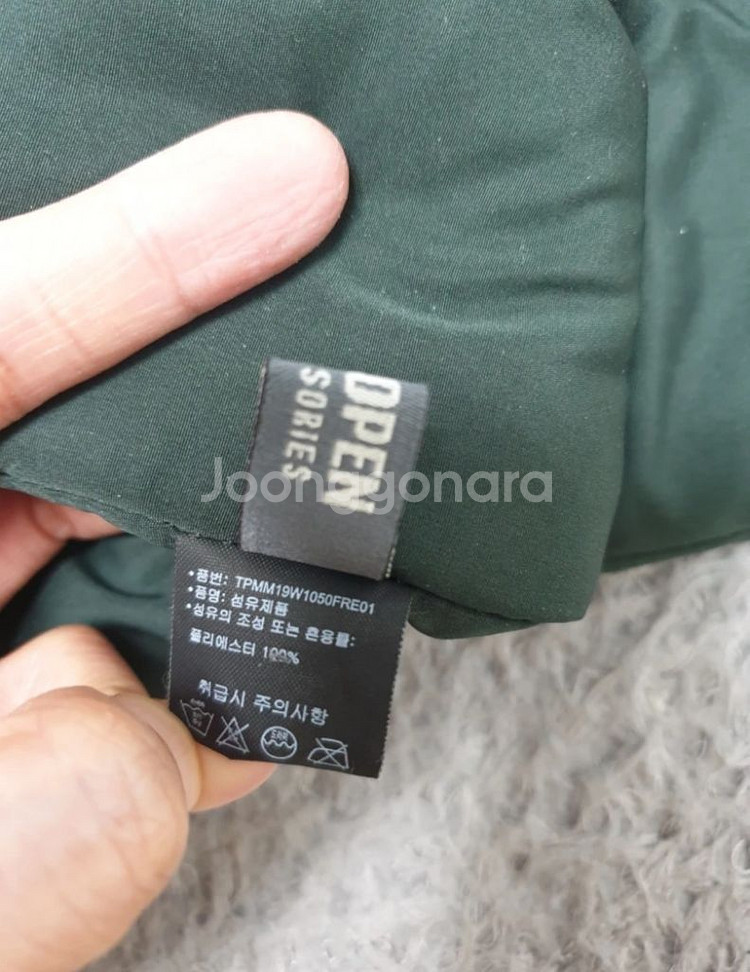 OPEN
SORIES
Joonggonara
•품번: TPMM19W1050FRE01
•품명: 섬유제품
•섬유의 조성 또는 혼용률:
폴리에스터 100%
취급시 주의사항